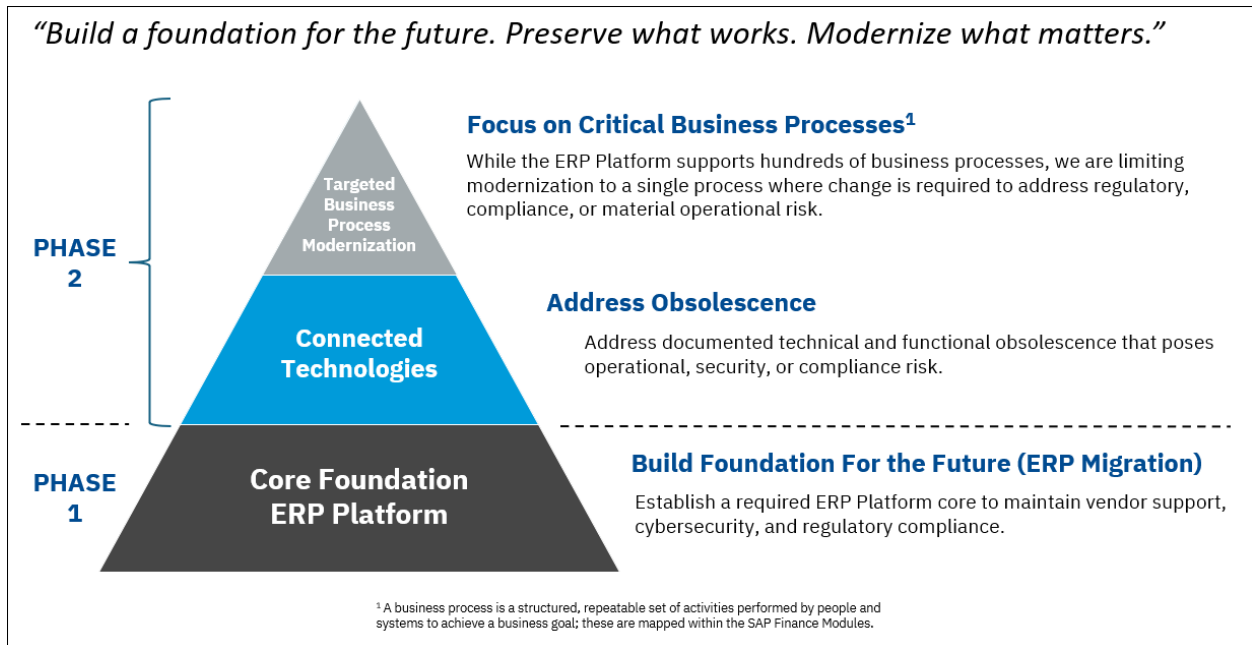 “Build a foundation for the future. Preserve what works. Modernize what matters.”
PHASE
2
Targeted
Business
Process
Modernization
Focus on Critical Business Processes¹
While the ERP Platform supports hundreds of business processes, we are limiting
modernization to a single process where change is required to address regulatory,
compliance, or material operational risk.
Connected
Technologies
Address Obsolescence
Address documented technical and functional obsolescence that poses
operational, security, or compliance risk.
PHASE
1
Core Foundation
ERP Platform
Build Foundation For the Future (ERP Migration)
Establish a required ERP Platform core to maintain vendor support,
cybersecurity, and regulatory compliance.
¹ A business process is a structured, repeatable set of activities performed by people and
systems to achieve a business goal; these are mapped within the SAP Finance Modules.